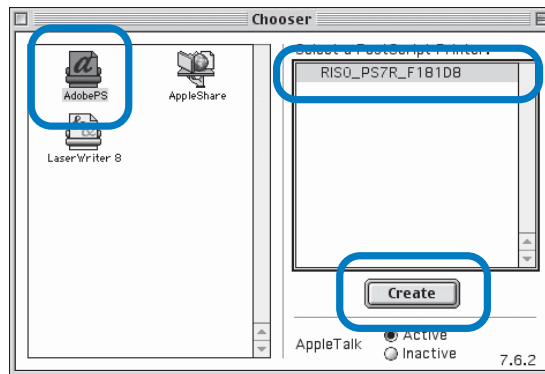 Chooser
AdobePS
AppleShare
LaserWriter 8
Select a PostScript Printer:
RISO_PS7R_F181D8
Create
AppleTalk
Active
Inactive
7.6.2